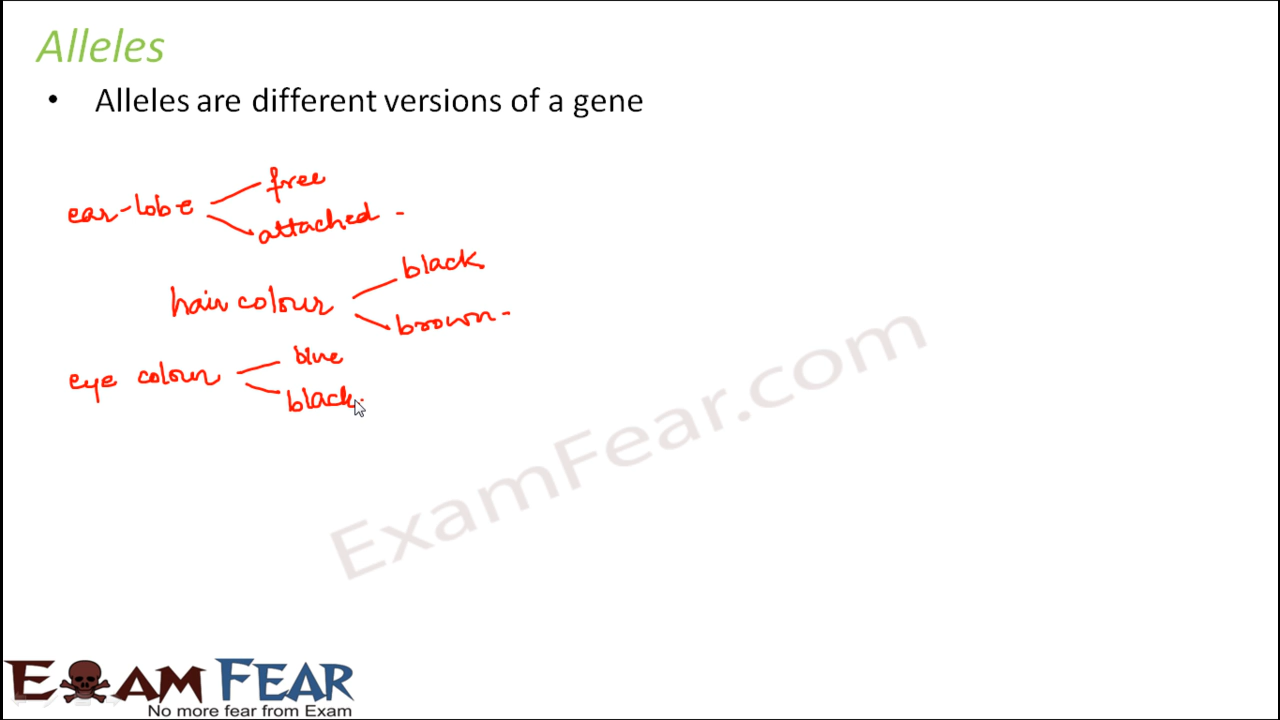 Alleles
• Alleles are different versions of a gene
free
ear-lobe
attached
black
hair colour
brown
blue
eye colour
black
ExamFear.com
EXAM FEAR
No more fear from Exam